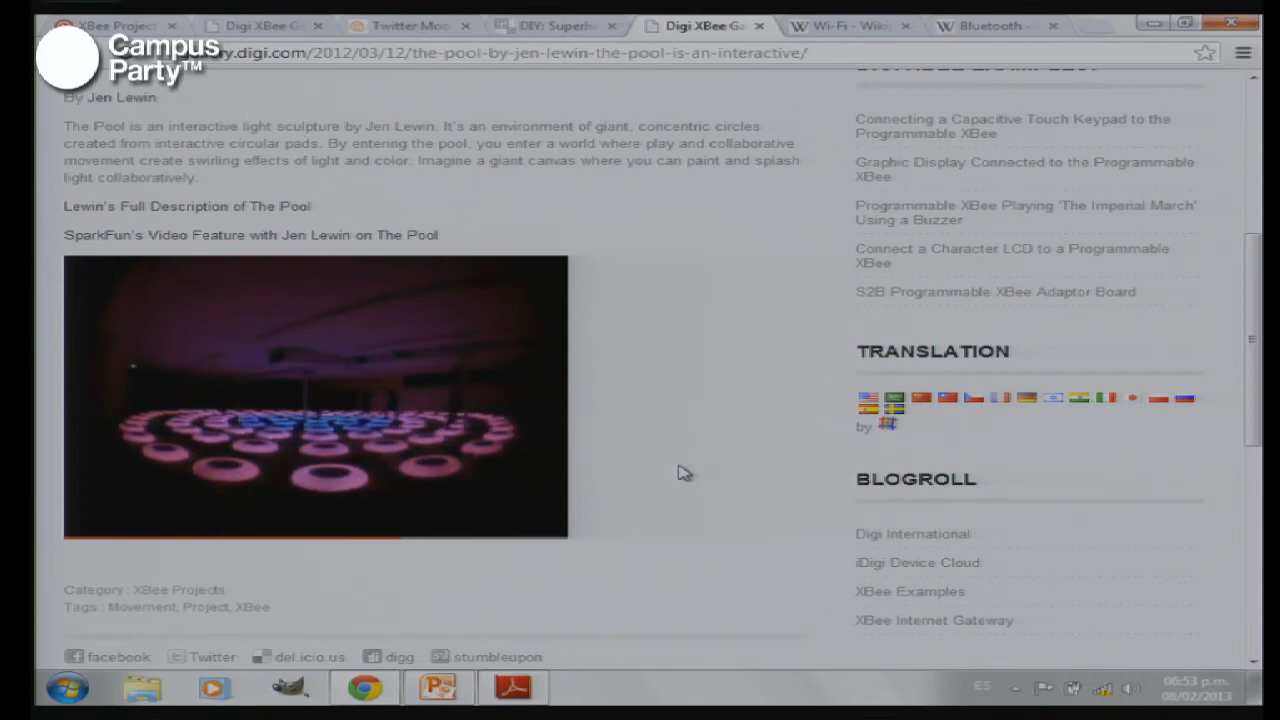 XBee Project
Digi XBee G
Twitter Moo
DIY: Superh
Digi XBee Ga
Wi-Fi - Wiki
Bluetooth -
Campus
Party™
ry.digi.com/2012/03/12/the-pool-by-jen-lewin-the-pool-is-an-interactive/
By Jen Lewin
The Pool is an interactive light sculpture by Jen Lewin. It's an environment of giant, concentric circles
created from interactive circular pads. By entering the pool, you enter a world where play and collaborative
movement create swirling effects of light and color. Imagine a giant canvas where you can paint and splash
light collaboratively.
Lewin's Full Description of The Pool
SparkFun's Video Feature with Jen Lewin on The Pool
Category : XBee Projects
Tags : Movement, Project, XBee
facebook Twitter del.icio.us digg stumbleupon
Connecting a Capacitive Touch Keypad to the
Programmable XBee
Graphic Display Connected to the Programmable
XBee
Programmable XBee Playing 'The Imperial March'
Using a Buzzer
Connect a Character LCD to a Programmable
XBee
S2B Programmable XBee Adaptor Board
TRANSLATION
by
BLOGROLL
Digi International
iDigi Device Cloud
XBee Examples
XBee Internet Gateway
ES
06:53 p.m.
08/02/2013